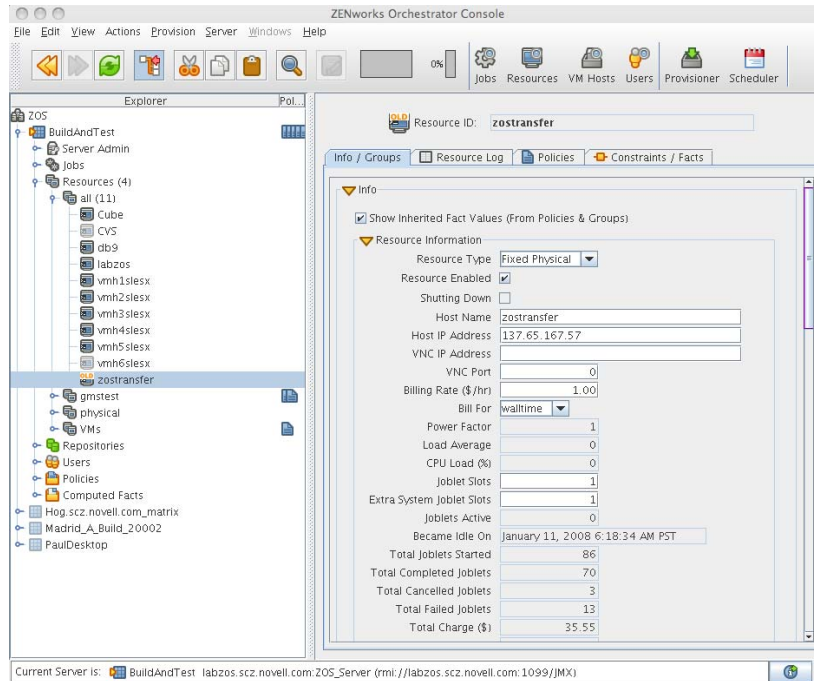 ZENworks Orchestrator Console
File Edit View Actions Provision Server Windows Help
0%
Jobs Resources VM Hosts Users Provisioner Scheduler
Explorer Pol...
ZOS
BuildAndTest
Server Admin
Jobs
Resources (4)
all (11)
Cube
CVS
db9
labzos
vmh1slesx
vmh2slesx
vmh3slesx
vmh4slesx
vmh5slesx
vmh6slesx
OLD zostransfer
gmstest
physical
VMs
Repositories
Users
Policies
Computed Facts
Hog.scz.novell.com_matrix
Madrid_A_Build_20002
PaulDesktop
OLD Resource ID: zostransfer
Info / Groups Resource Log Policies Constraints / Facts
Info
Show Inherited Fact Values (From Policies & Groups)
Resource Information
Resource Type Fixed Physical
Resource Enabled
Shutting Down
Host Name zostransfer
Host IP Address 137.65.167.57
VNC IP Address
VNC Port 0
Billing Rate ($/hr) 1.00
Bill For walltime
Power Factor 1
Load Average 0
CPU Load (%) 0
Joblet Slots 1
Extra System Joblet Slots 1
Joblets Active 0
Became Idle On January 11, 2008 6:18:34 AM PST
Total Joblets Started 86
Total Completed Joblets 70
Total Cancelled Joblets 3
Total Failed Joblets 13
Total Charge ($) 35.55
Current Server is: BuildAndTest labzos.scz.novell.com:ZOS_Server (rmi://labzos.scz.novell.com:1099/JMX)